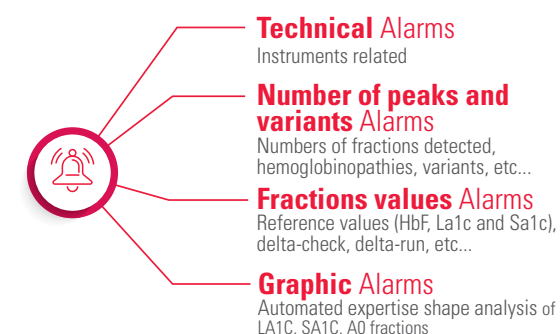 Technical Alarms
Instruments related
Number of peaks and
variants Alarms
Numbers of fractions detected,
hemoglobinopathies, variants, etc...
Fractions values Alarms
Reference values (HbF, La1c and Sa1c),
delta-check, delta-run, etc...
Graphic Alarms
Automated expertise shape analysis of
LA1C, SA1C, A0 fractions